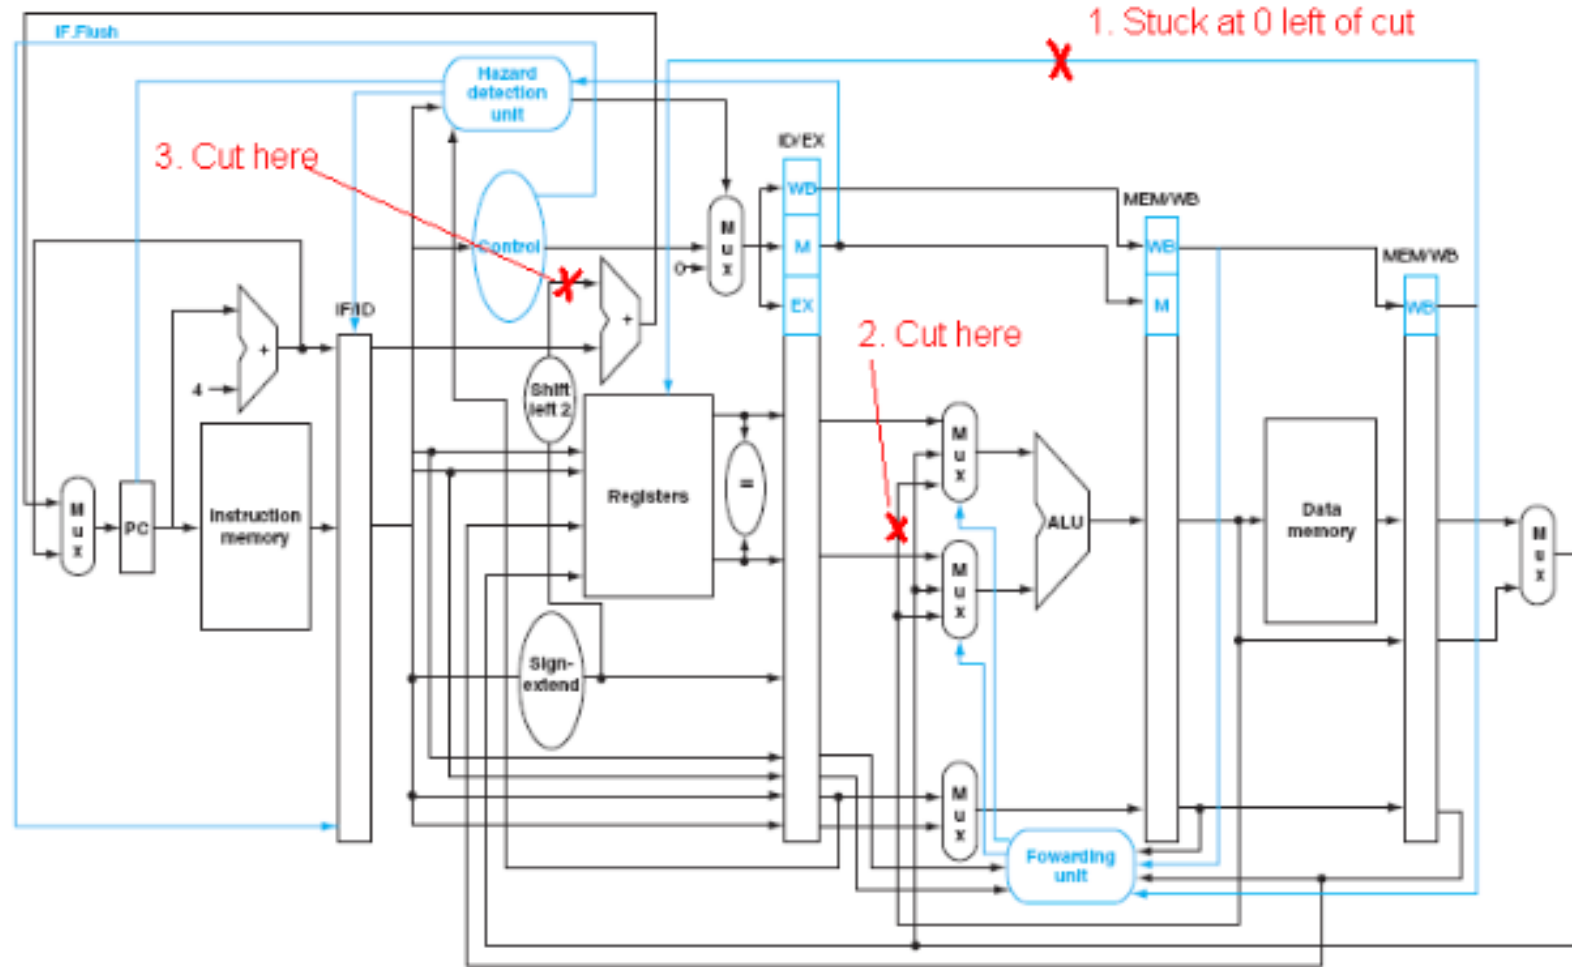 1. Stuck at 0 left of cut
IF.Flush
Hazard
detection
unit
3. Cut here
ID/EX
WB
MEM/WB
Control
M
u
x
0
M
WB
MEM/WB
IF/ID
EX
M
WB
+
+
2. Cut here
4
Shift
left 2
M
u
x
M
u
x
PC
Instruction
memory
Registers
=
ALU
Data
memory
M
u
x
M
u
x
Sign-
extend
M
u
x
Fowarding
unit